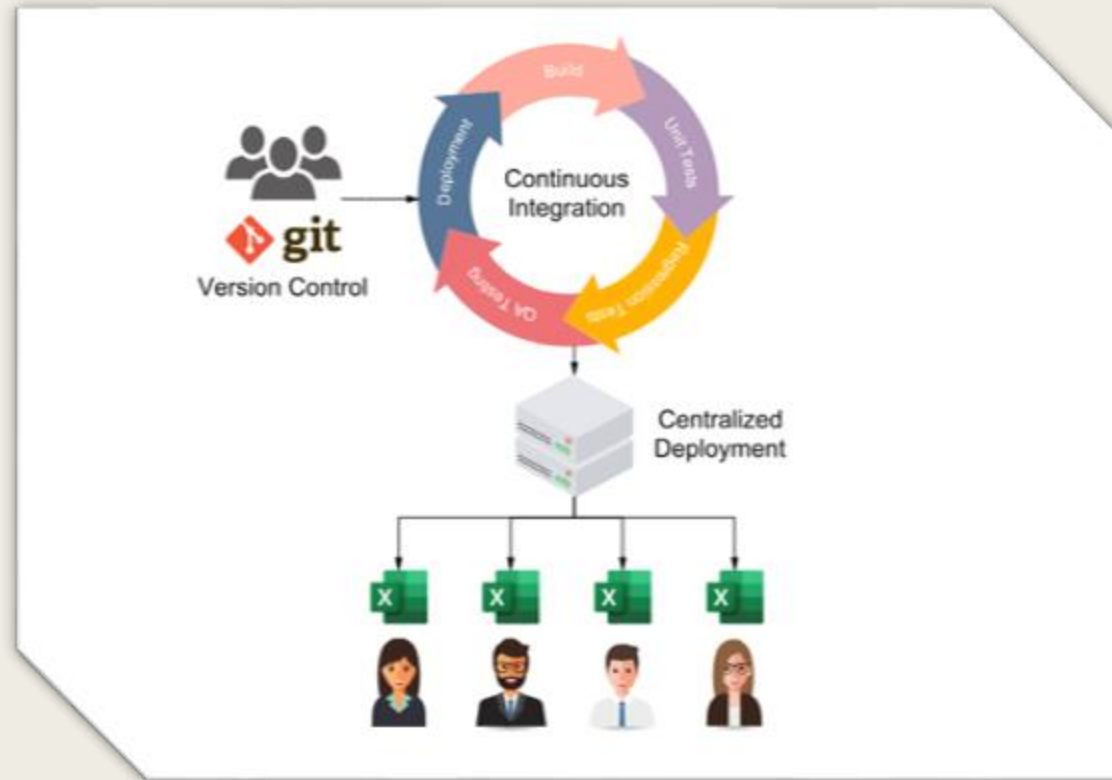 Build
Unit Tests
Regression Tests
QA Testing
Deployment
Continuous
Integration
git
Version Control
Centralized
Deployment
X
X
X
X